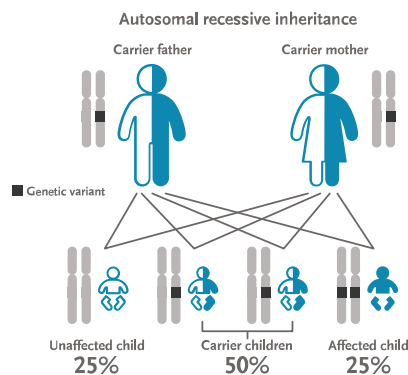 Autosomal recessive inheritance
Carrier father
Carrier mother
Genetic variant
Unaffected child
25%
Carrier children
50%
Affected child
25%